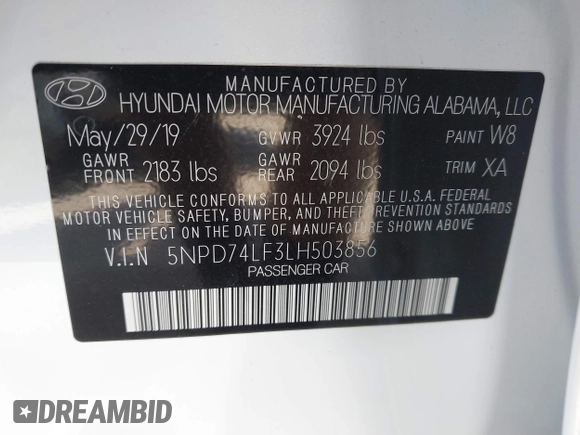 MANUFACTURED BY
HYUNDAI MOTOR MANUFACTURING ALABAMA, LLC
May/29/19 GVWR 3924 lbs PAINT W8
GAWR FRONT 2183 lbs GAWR REAR 2094 lbs TRIM XA
THIS VEHICLE CONFORMS TO ALL APPLICABLE U.S.A. FEDERAL
MOTOR VEHICLE SAFETY, BUMPER, AND THEFT PREVENTION STANDARDS
IN EFFECT ON THE DATE OF MANUFACTURE SHOWN ABOVE.
V.I.N 5NPD74LF3LH503856
PASSENGER CAR
DREAMBID